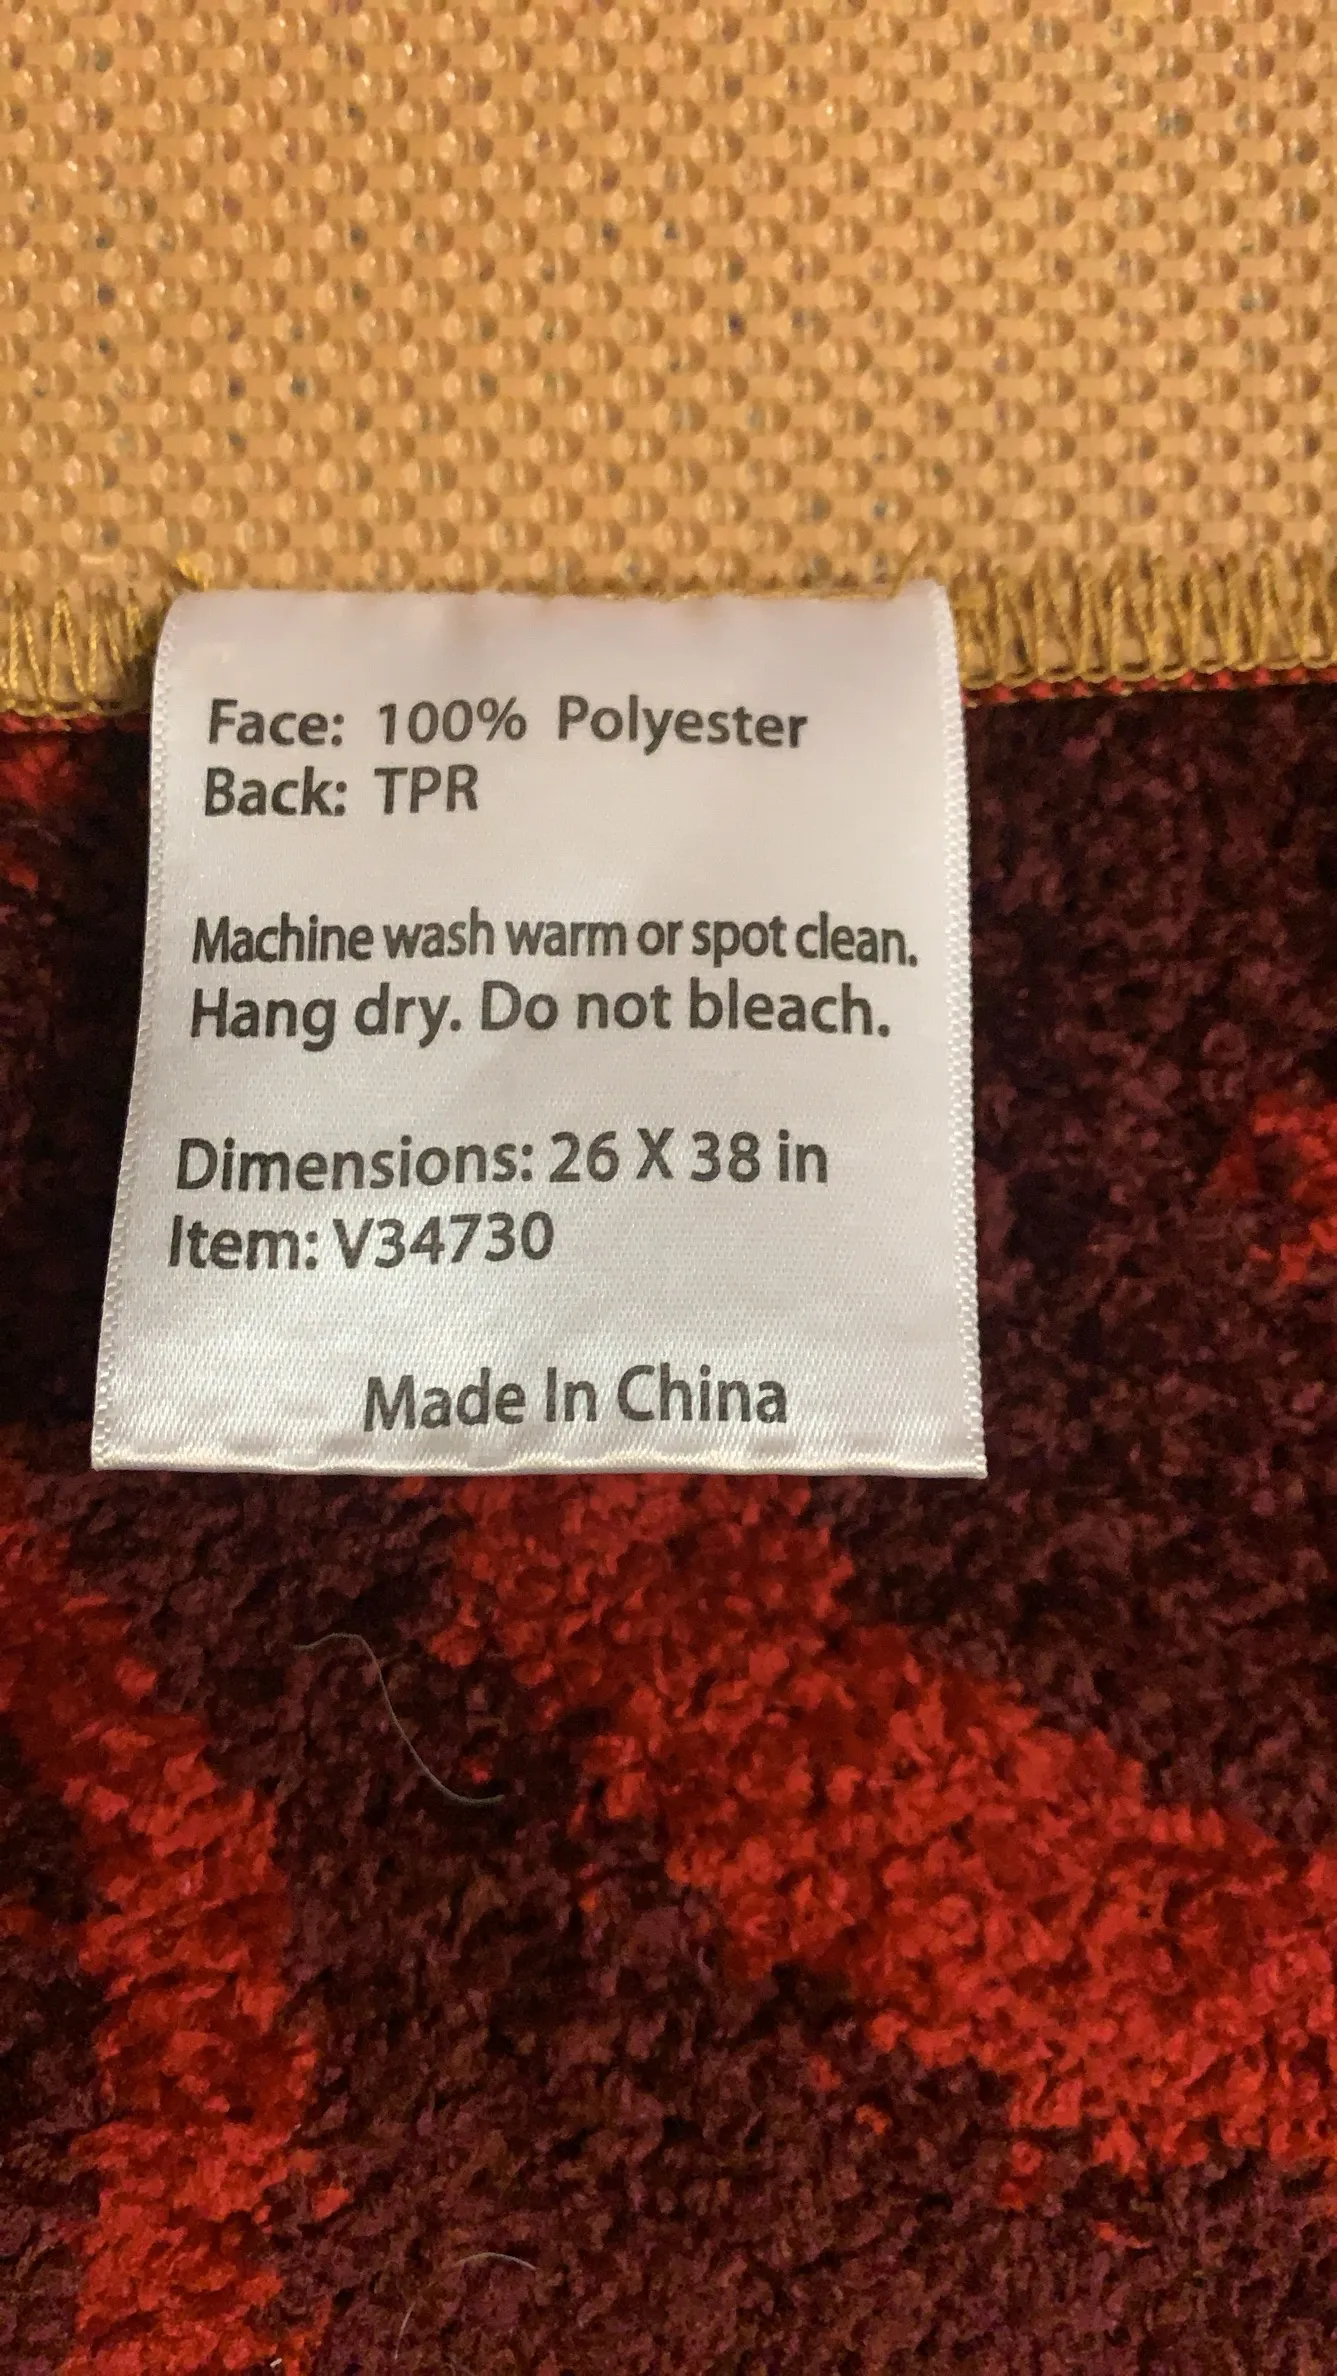 Face: 100% Polyester
Back: TPR
Machine wash warm or spot clean.
Hang dry. Do not bleach.
Dimensions: 26 X 38 in
Item: V34730
Made In China